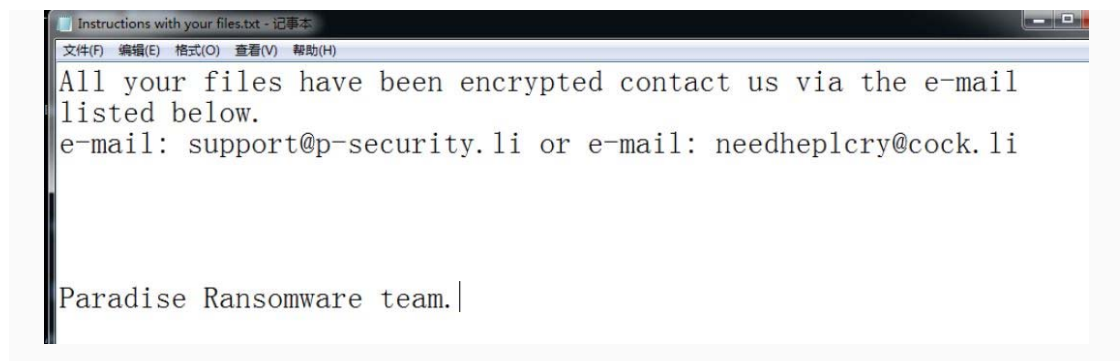 Instructions with your files.txt - 记事本
文件(F) 编辑(E) 格式(O) 查看(V) 帮助(H)
All your files have been encrypted contact us via the e-mail
listed below.
e-mail: support@p-security.li or e-mail: needheplcry@cock.li
Paradise Ransomware team.